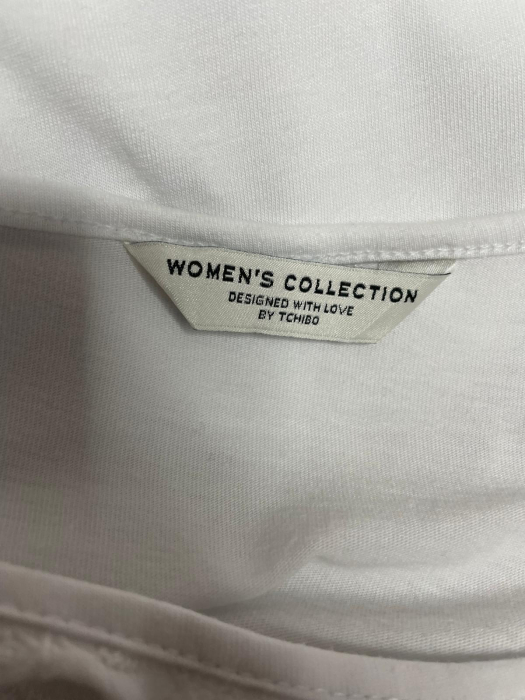 WOMEN'S COLLECTION
DESIGNED WITH LOVE
BY TCHIBO